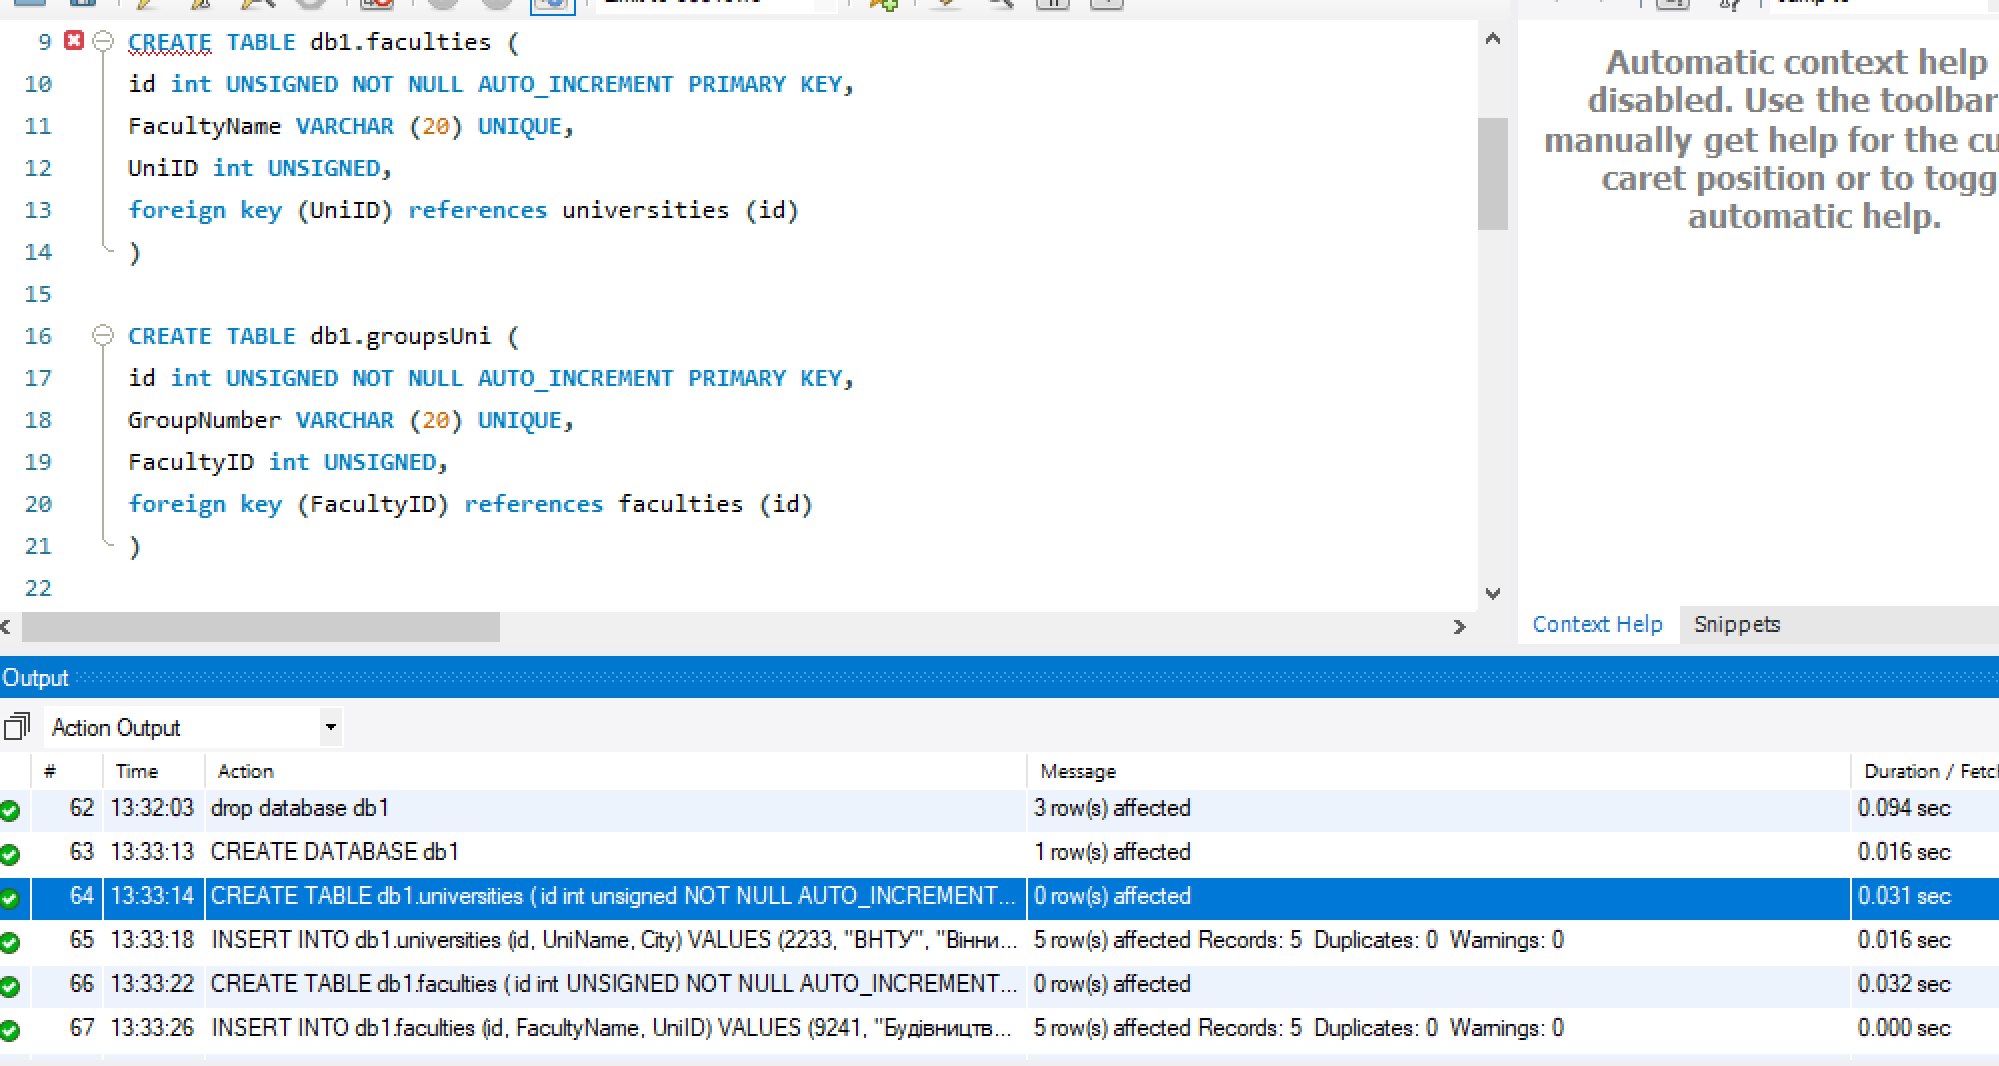 9 CREATE TABLE db1.faculties (
10 id int UNSIGNED NOT NULL AUTO_INCREMENT PRIMARY KEY,
11 FacultyName VARCHAR (20) UNIQUE,
12 UniID int UNSIGNED,
13 foreign key (UniID) references universities (id)
14 )
15
16 CREATE TABLE db1.groupsUni (
17 id int UNSIGNED NOT NULL AUTO_INCREMENT PRIMARY KEY,
18 GroupNumber VARCHAR (20) UNIQUE,
19 FacultyID int UNSIGNED,
20 foreign key (FacultyID) references faculties (id)
21 )
22
Automatic context help
disabled. Use the toolbar
manually get help for the cu
caret position or to togg
automatic help.
Context Help Snippets
Output
Action Output
# Time Action Message Duration / Fetc
62 13:32:03 drop database db1 3 row(s) affected 0.094 sec
63 13:33:13 CREATE DATABASE db1 1 row(s) affected 0.016 sec
64 13:33:14 CREATE TABLE db1.universities ( id int unsigned NOT NULL AUTO_INCREMENT... 0 row(s) affected 0.031 sec
65 13:33:18 INSERT INTO db1.universities (id, UniName, City) VALUES (2233, "ВНТУ", "Вінни... 5 row(s) affected Records: 5 Duplicates: 0 Warnings: 0 0.016 sec
66 13:33:22 CREATE TABLE db1.faculties ( id int UNSIGNED NOT NULL AUTO_INCREMENT... 0 row(s) affected 0.032 sec
67 13:33:26 INSERT INTO db1.faculties (id, FacultyName, UniID) VALUES (9241, "Будівництв... 5 row(s) affected Records: 5 Duplicates: 0 Warnings: 0 0.000 sec